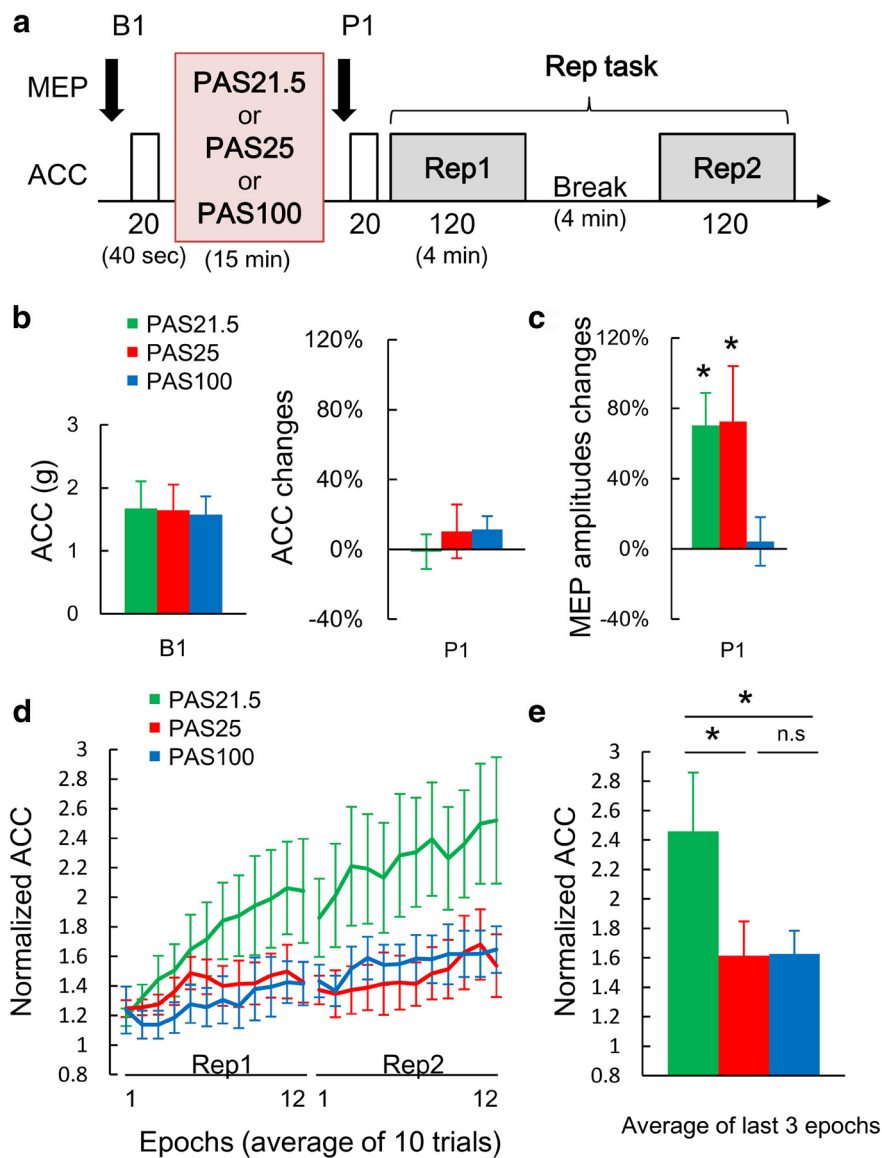 a
B1
P1
MEP
PAS21.5
or
PAS25
or
PAS100
Rep task
ACC
Rep1
Break
Rep2
20
20
120
(4 min)
120
(40 sec)
(15 min)
(4 min)
b
PAS21.5
PAS25
PAS100
ACC (g)
3
2
1
0
B1
ACC changes
120%
80%
40%
0%
-40%
P1
c
MEP amplitudes changes
120%
80%
40%
0%
-40%
* *
P1
d
PAS21.5
PAS25
PAS100
Normalized ACC
3
2.8
2.6
2.4
2.2
2
1.8
1.6
1.4
1.2
1
0.8
Rep1 Rep2
1 12 1 12
Epochs (average of 10 trials)
e
*
* n.s
Normalized ACC
3
2.8
2.6
2.4
2.2
2
1.8
1.6
1.4
1.2
1
0.8
Average of last 3 epochs